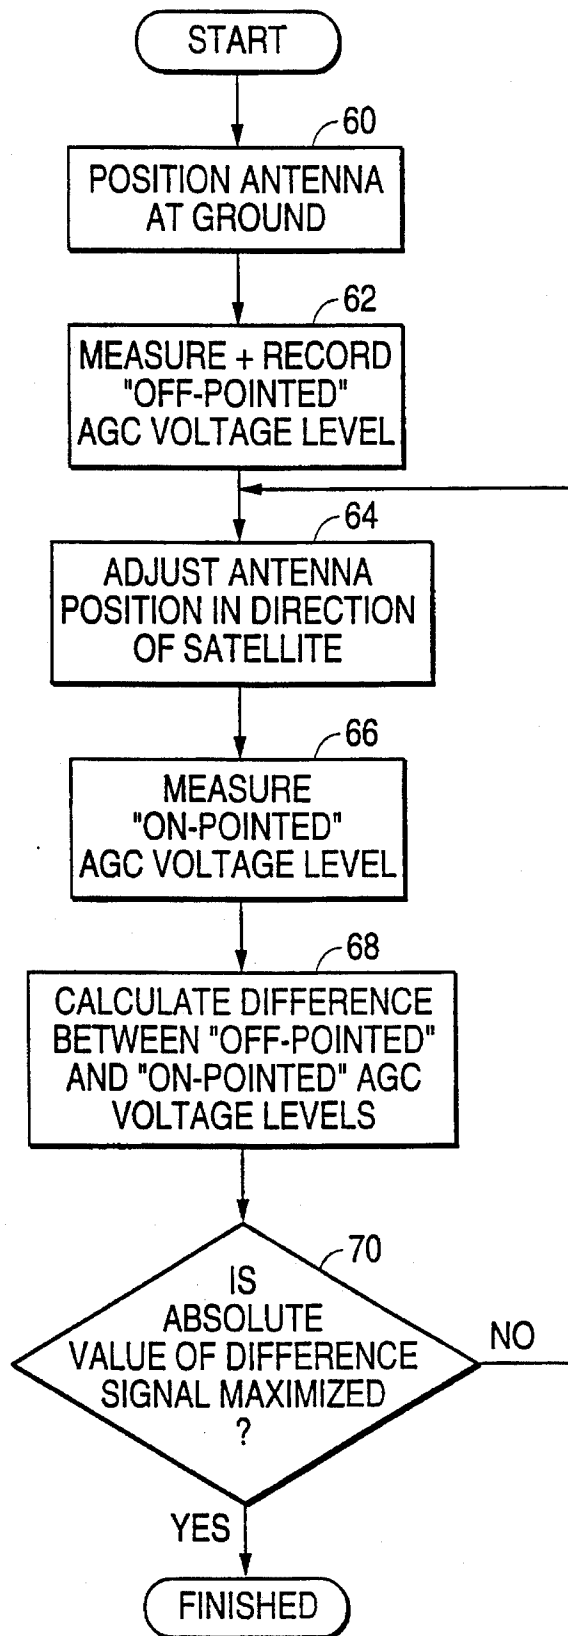 START
60
POSITION ANTENNA
AT GROUND
62
MEASURE + RECORD
"OFF-POINTED"
AGC VOLTAGE LEVEL
64
ADJUST ANTENNA
POSITION IN DIRECTION
OF SATELLITE
66
MEASURE
"ON-POINTED"
AGC VOLTAGE LEVEL
68
CALCULATE DIFFERENCE
BETWEEN "OFF-POINTED"
AND "ON-POINTED" AGC
VOLTAGE LEVELS
70
IS
ABSOLUTE
VALUE OF DIFFERENCE
SIGNAL MAXIMIZED
?
NO
YES
FINISHED